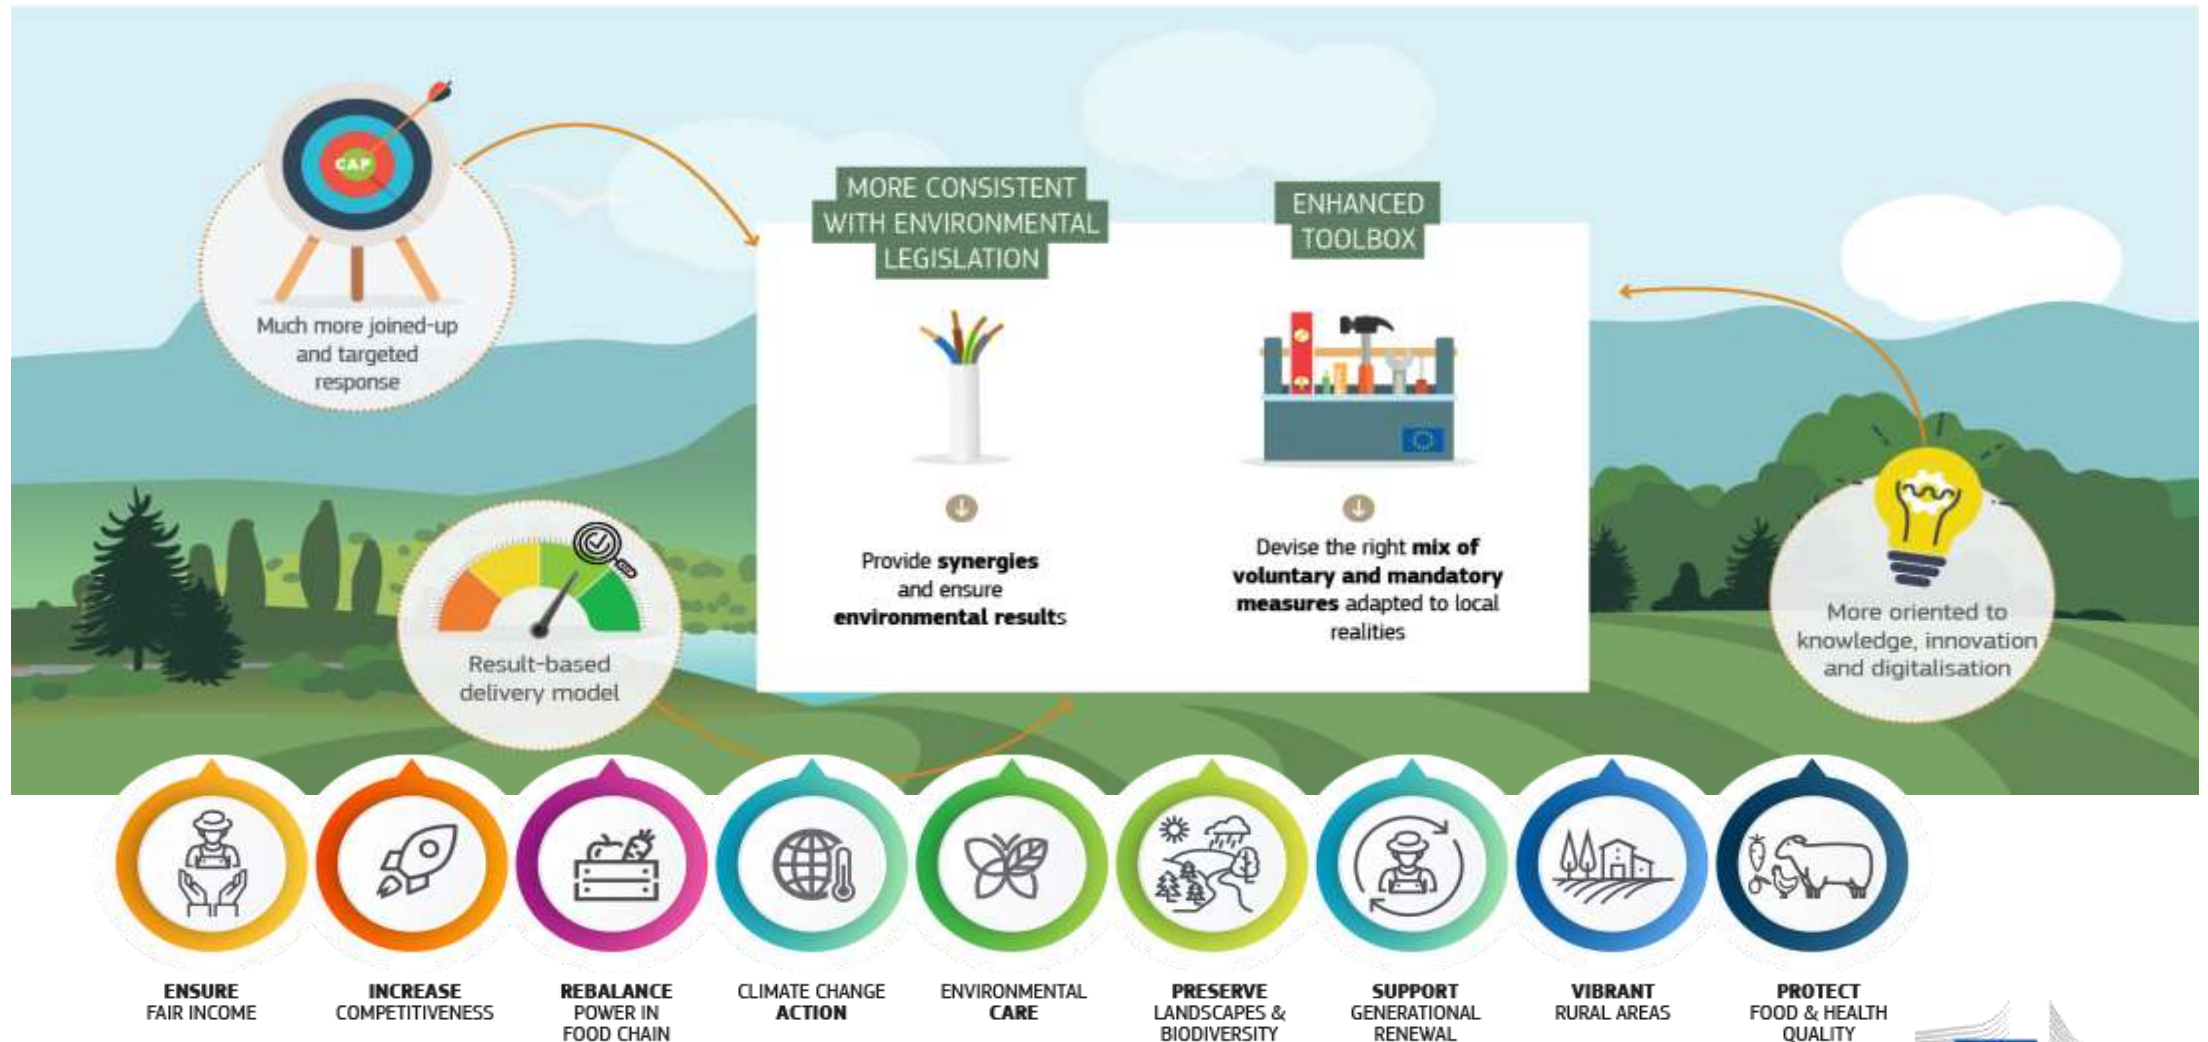 CAP
Much more joined-up
and targeted
response
MORE CONSISTENT
WITH ENVIRONMENTAL
LEGISLATION
Provide synergies
and ensure
environmental results
ENHANCED
TOOLBOX
Devise the right mix of
voluntary and mandatory
measures adapted to local
realities
Result-based
delivery model
More oriented to
knowledge, innovation
and digitalisation
ENSURE
FAIR INCOME
INCREASE
COMPETITIVENESS
REBALANCE
POWER IN
FOOD CHAIN
CLIMATE CHANGE
ACTION
ENVIRONMENTAL
CARE
PRESERVE
LANDSCAPES &
BIODIVERSITY
SUPPORT
GENERATIONAL
RENEWAL
VIBRANT
RURAL AREAS
PROTECT
FOOD & HEALTH
QUALITY